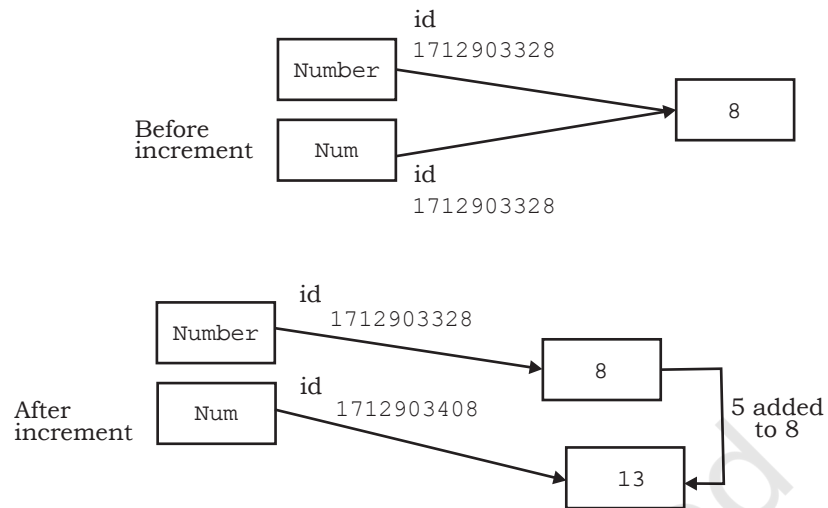 id
1712903328
Number
8
Before
increment
Num
id
1712903328
id
1712903328
Number
8
id
1712903408
After
increment
Num
5 added
to 8
13